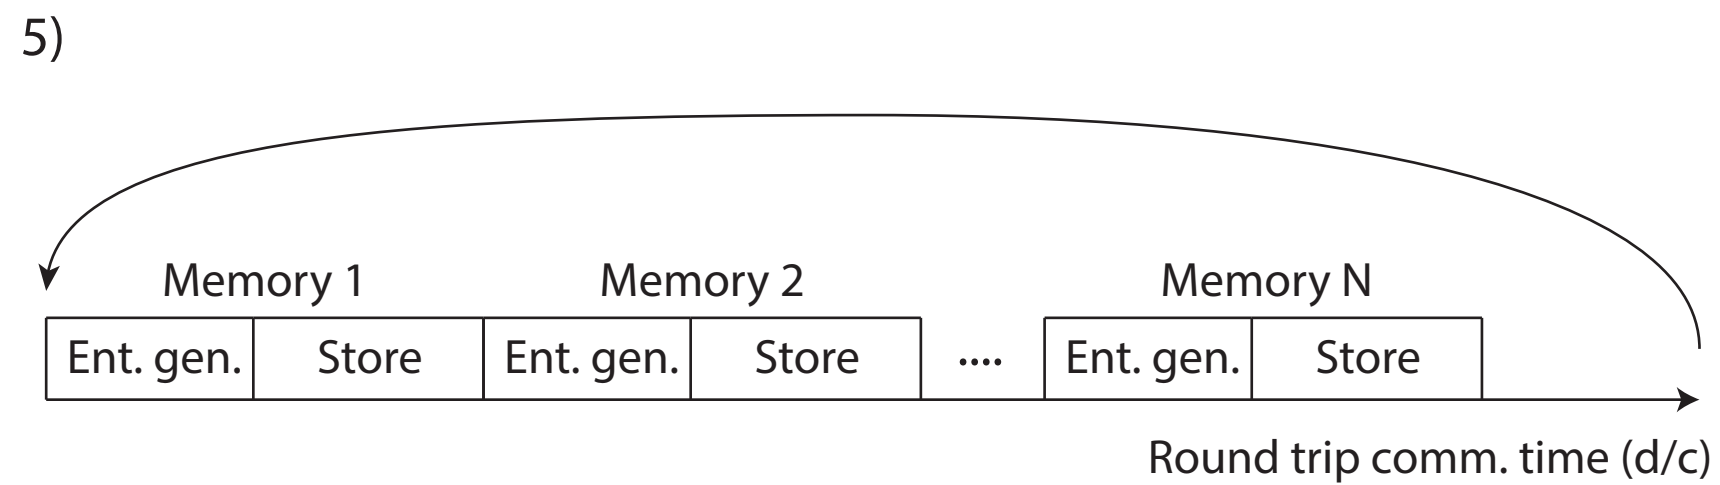 5)
Memory 1 Memory 2 Memory N
Ent. gen. Store Ent. gen. Store .... Ent. gen. Store
Round trip comm. time (d/c)